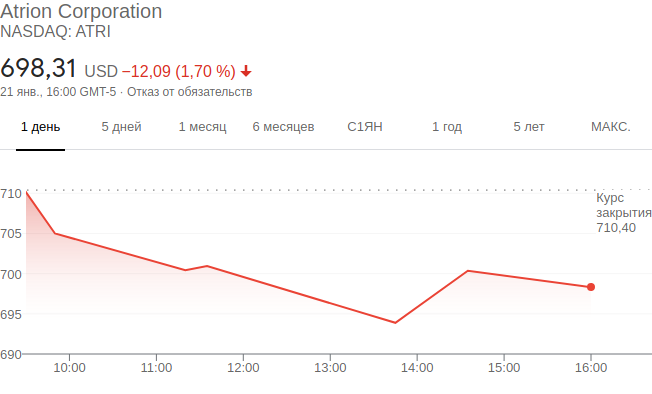 Atrion Corporation
NASDAQ: ATRI
698,31 USD −12,09 (1,70 %)
21 янв., 16:00 GMT-5 · Отказ от обязательств
1 день 5 дней 1 месяц 6 месяцев С1ЯН 1 год 5 лет МАКС.
710
705
700
695
690
Курс
закрытия
710,40
10:00 11:00 12:00 13:00 14:00 15:00 16:00